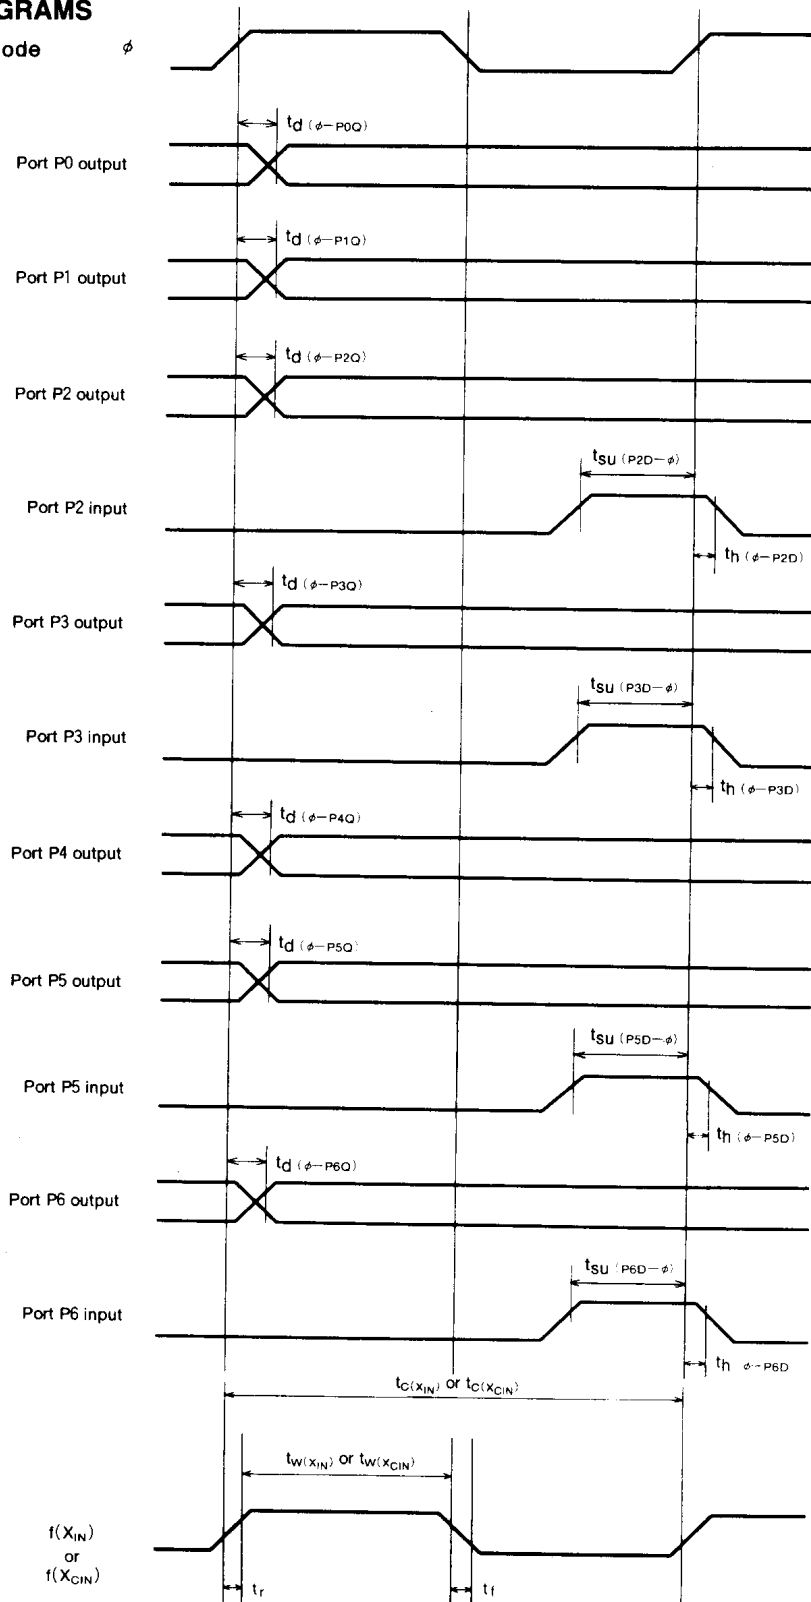 GRAMS
ode φ
td (φ−P0Q)
Port P0 output
td (φ−P1Q)
Port P1 output
td (φ−P2Q)
Port P2 output
tsu (P2D−φ)
Port P2 input
th (φ−P2D)
td (φ−P3Q)
Port P3 output
tsu (P3D−φ)
Port P3 input
th (φ−P3D)
td (φ−P4Q)
Port P4 output
td (φ−P5Q)
Port P5 output
tsu (P5D−φ)
Port P5 input
th (φ−P5D)
td (φ−P6Q)
Port P6 output
tsu (P6D−φ)
Port P6 input
th φ−P6D
tC(XIN) or tC(XCIN)
tW(XIN) or tW(XCIN)
f(XIN)
or
f(XCIN)
tr tf